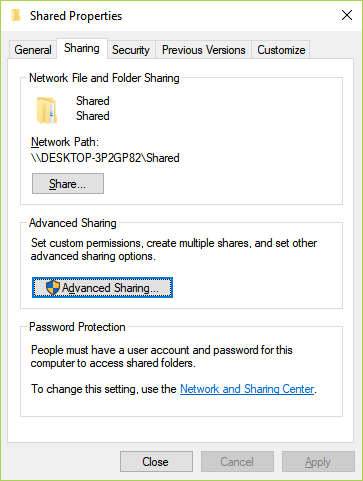 Shared Properties
General Sharing Security Previous Versions Customize
Network File and Folder Sharing
Shared
Shared
Network Path:
\\DESKTOP-3P2GP82\Shared
Share...
Advanced Sharing
Set custom permissions, create multiple shares, and set other
advanced sharing options.
Advanced Sharing...
Password Protection
People must have a user account and password for this
computer to access shared folders.
To change this setting, use the Network and Sharing Center.
Close Cancel Apply